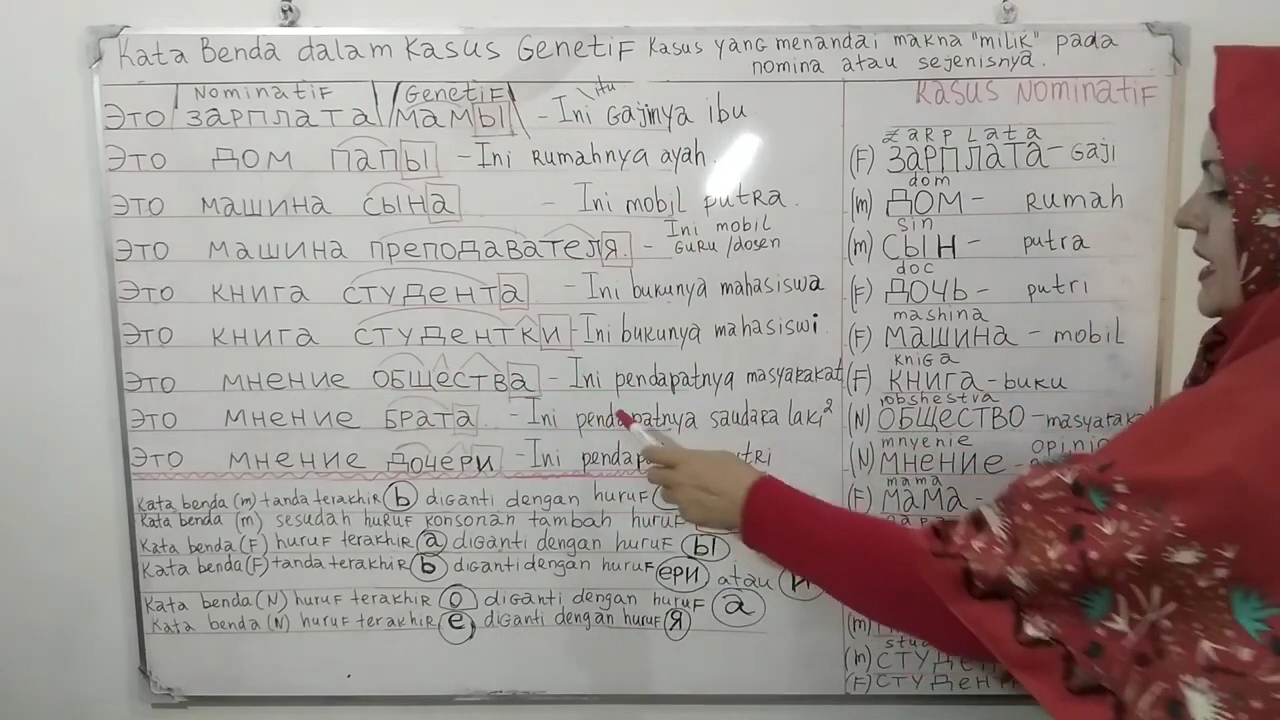 Kata Benda dalam Kasus Genetif Kasus yang menandai makna "milik" pada
nomina atau sejenisnya.
Nominatif Genetif
itu
Это зарплата мамы - Ini Gajinya ibu
Это дом папы - Ini Rumahnya ayah.
Это машина сына - Ini mobil putra.
Это машина преподавателя. - Ini mobil
Guru/dosen
Это книга студента - Ini bukunya mahasiswa
Это книга студентки - Ini bukunya mahasiswi.
Это мнение общества - Ini pendapatnya masyakakat
Это мнение брата - Ini pendapatnya saudara laki²
Это мнение дочери - Ini
Kata benda (m) tanda terakhir ь diganti dengan huruf
Kata benda (m) sesudah huruf konsonan tambah huruf
Kata benda (F) huruf terakhir а diganti dengan huruf ы
Kata benda (F) tanda terakhir ь diganti dengan huruf ери atau и
Kata benda (N) huruf terakhir о diganti dengan huruf а
Kata benda (N) huruf terakhir е diganti dengan huruf я
Kasus Nominatif
zarplata
(F) зарплата - Gaji
dom
(m) дом - Rumah
sin
(m) сын - putra
doc
(F) дочь - putri
mashina
(F) машина - mobil
kniga
(F) книга - buku
obshestva
(N) общество -
mnyenie
(N) мнение -
mama
(F) мама -
(m)
(m)
(F)